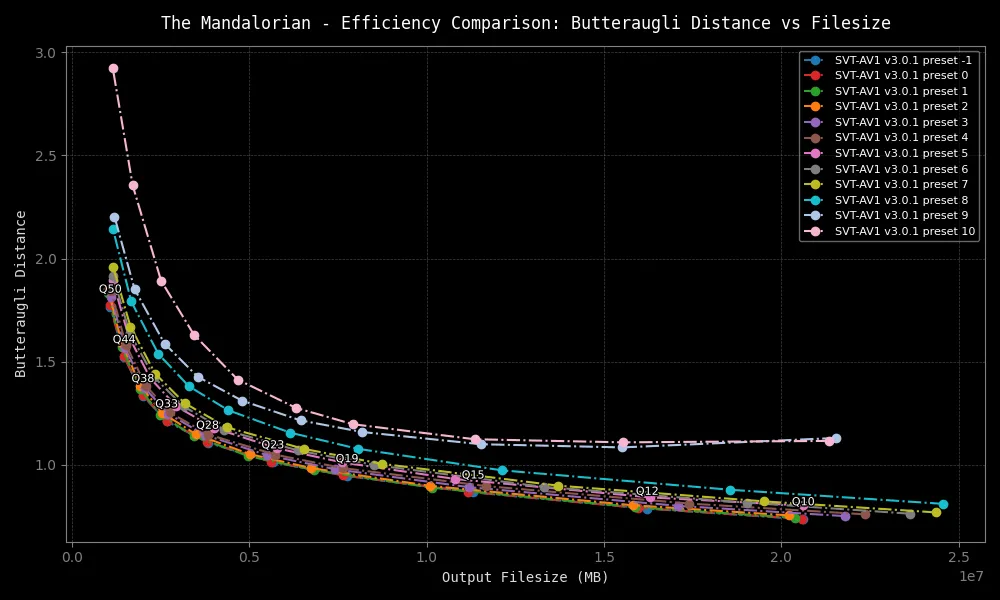 The Mandalorian - Efficiency Comparison: Butteraugli Distance vs Filesize
3.0
2.5
2.0
1.5
1.0
Butteraugli Distance
SVT-AV1 v3.0.1 preset -1
SVT-AV1 v3.0.1 preset 0
SVT-AV1 v3.0.1 preset 1
SVT-AV1 v3.0.1 preset 2
SVT-AV1 v3.0.1 preset 3
SVT-AV1 v3.0.1 preset 4
SVT-AV1 v3.0.1 preset 5
SVT-AV1 v3.0.1 preset 6
SVT-AV1 v3.0.1 preset 7
SVT-AV1 v3.0.1 preset 8
SVT-AV1 v3.0.1 preset 9
SVT-AV1 v3.0.1 preset 10
Q50
Q44
Q38
Q33
Q28
Q23
Q19
Q15
Q12
Q10
0.0 0.5 1.0 1.5 2.0 2.5
1e7
Output Filesize (MB)